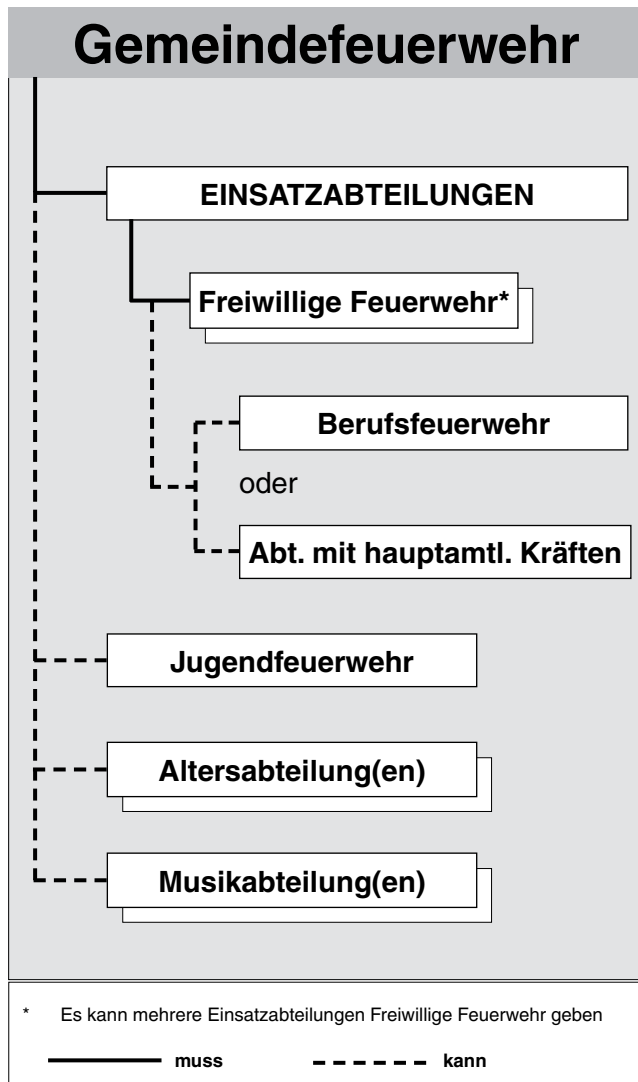 Gemeindefeuerwehr
EINSATZABTEILUNGEN
Freiwillige Feuerwehr*
Berufsfeuerwehr
oder
Abt. mit hauptamtl. Kräften
Jugendfeuerwehr
Altersabteilung(en)
Musikabteilung(en)
* Es kann mehrere Einsatzabteilungen Freiwillige Feuerwehr geben
muss kann